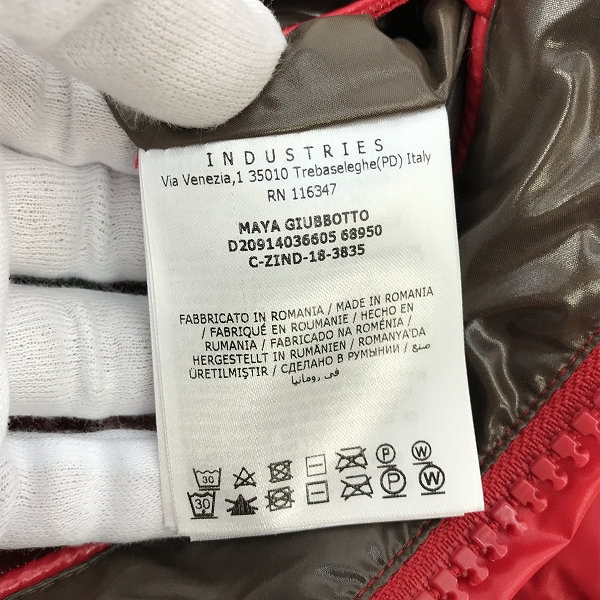 INDUSTRIES
Via Venezia,1 35010 Trebaseleghe(PD) Italy
RN 116347
MAYA GIUBBOTTO
D20914036605 68950
C-ZIND-18-3835
FABBRICATO IN ROMANIA / MADE IN ROMANIA
/ FABRIQUÉ EN ROUMANIE / HECHO EN
RUMANIA / FABRICADO NA ROMÉNIA /
HERGESTELLT IN RUMÄNIEN / ROMANYA'DA
ÜRETILMIŞTIR / СДЕЛАНО В РУМЫНИИ / صنع
في رومانيا
30 P W
30 P W